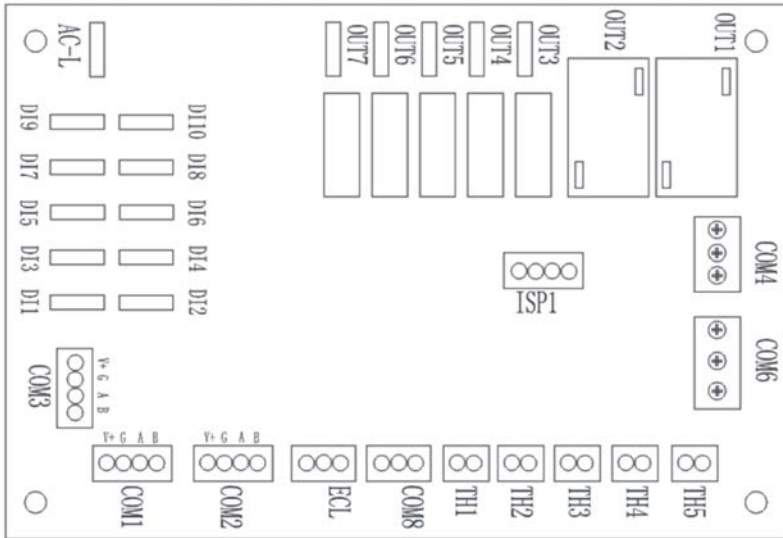 AC-L
OUT7
OUT6
OUT5
OUT4
OUT3
OUT2
OUT1
DI9
DI10
DI7
DI8
DI5
DI6
DI3
DI4
DI1
DI2
COM4
ISP1
COM6
COM3
V+ G A B
V+ G A B
V+ G A B
COM1
COM2
ECL
COM8
TH1
TH2
TH3
TH4
TH5